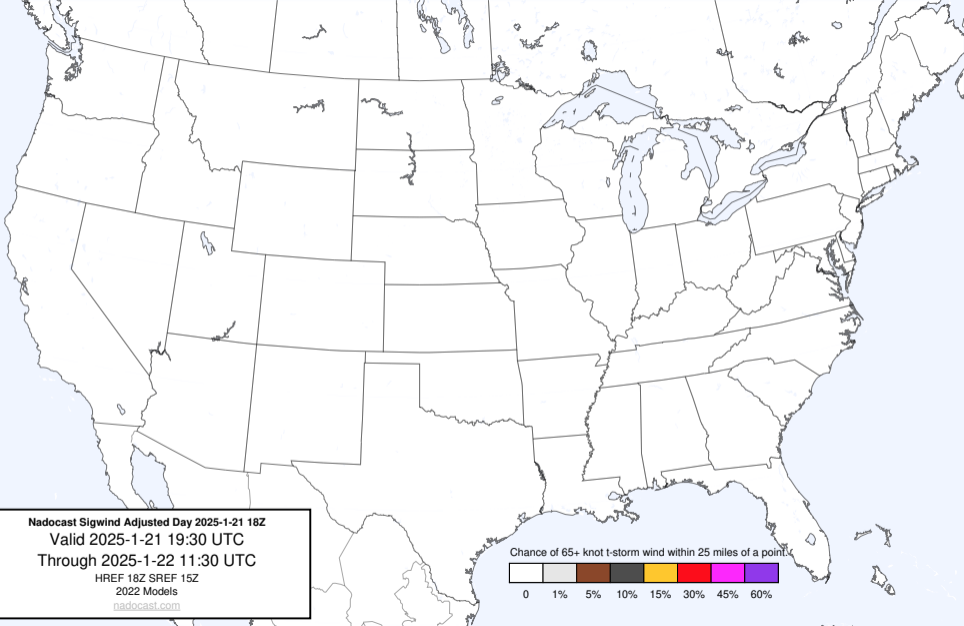 Nadocast Sigwind Adjusted Day 2025-1-21 18Z
Valid 2025-1-21 19:30 UTC
Through 2025-1-22 11:30 UTC
HREF 18Z SREF 15Z
2022 Models
nadocast.com
Chance of 65+ knot t-storm wind within 25 miles of a point.
0 1% 5% 10% 15% 30% 45% 60%